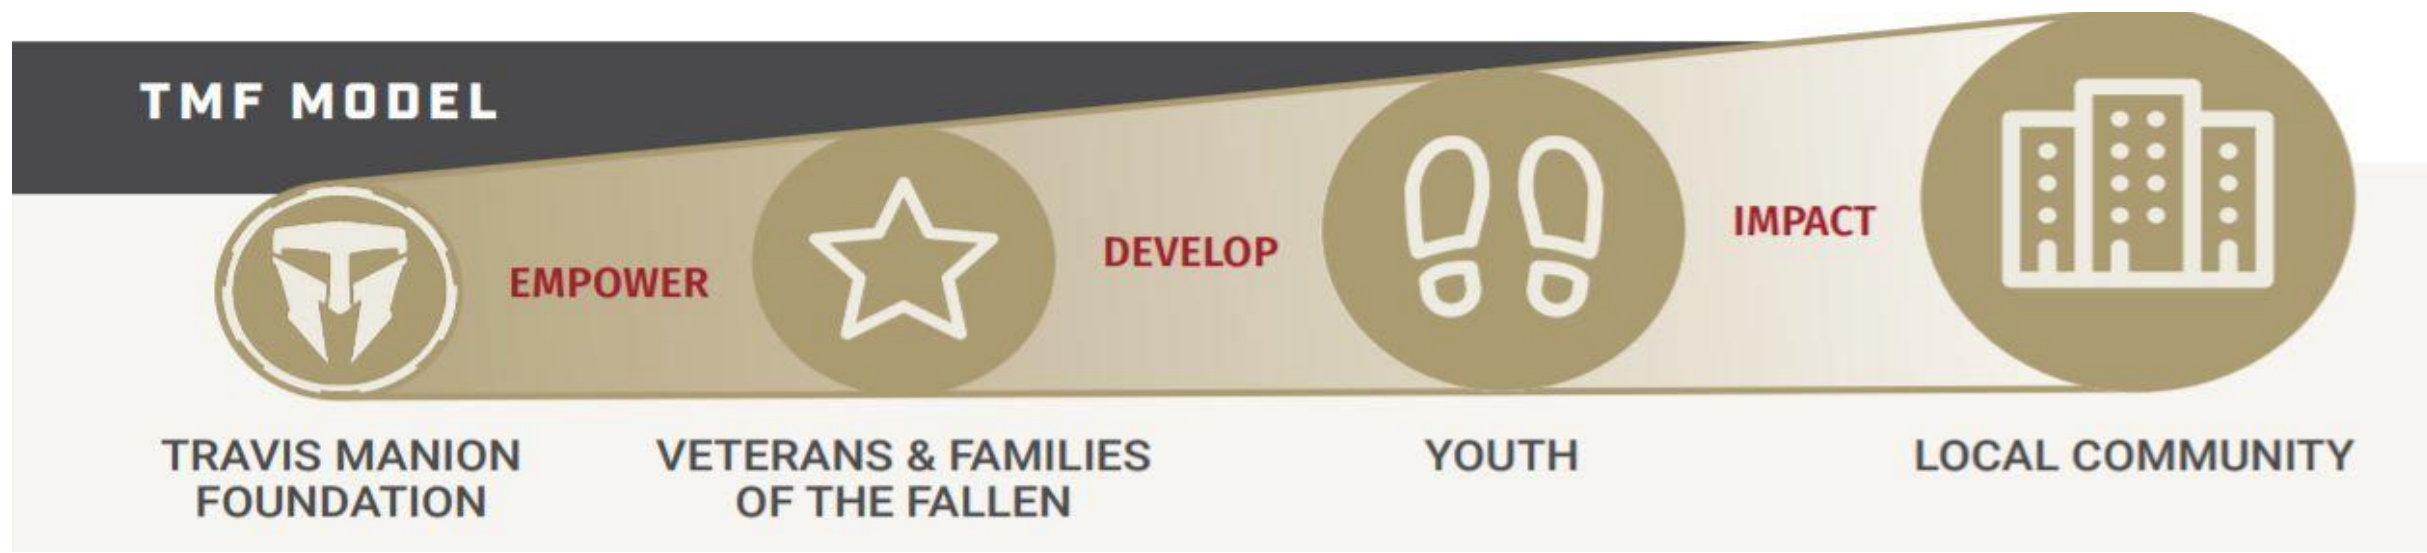 TMF MODEL
EMPOWER
DEVELOP
IMPACT
TRAVIS MANION
FOUNDATION
VETERANS & FAMILIES
OF THE FALLEN
YOUTH
LOCAL COMMUNITY